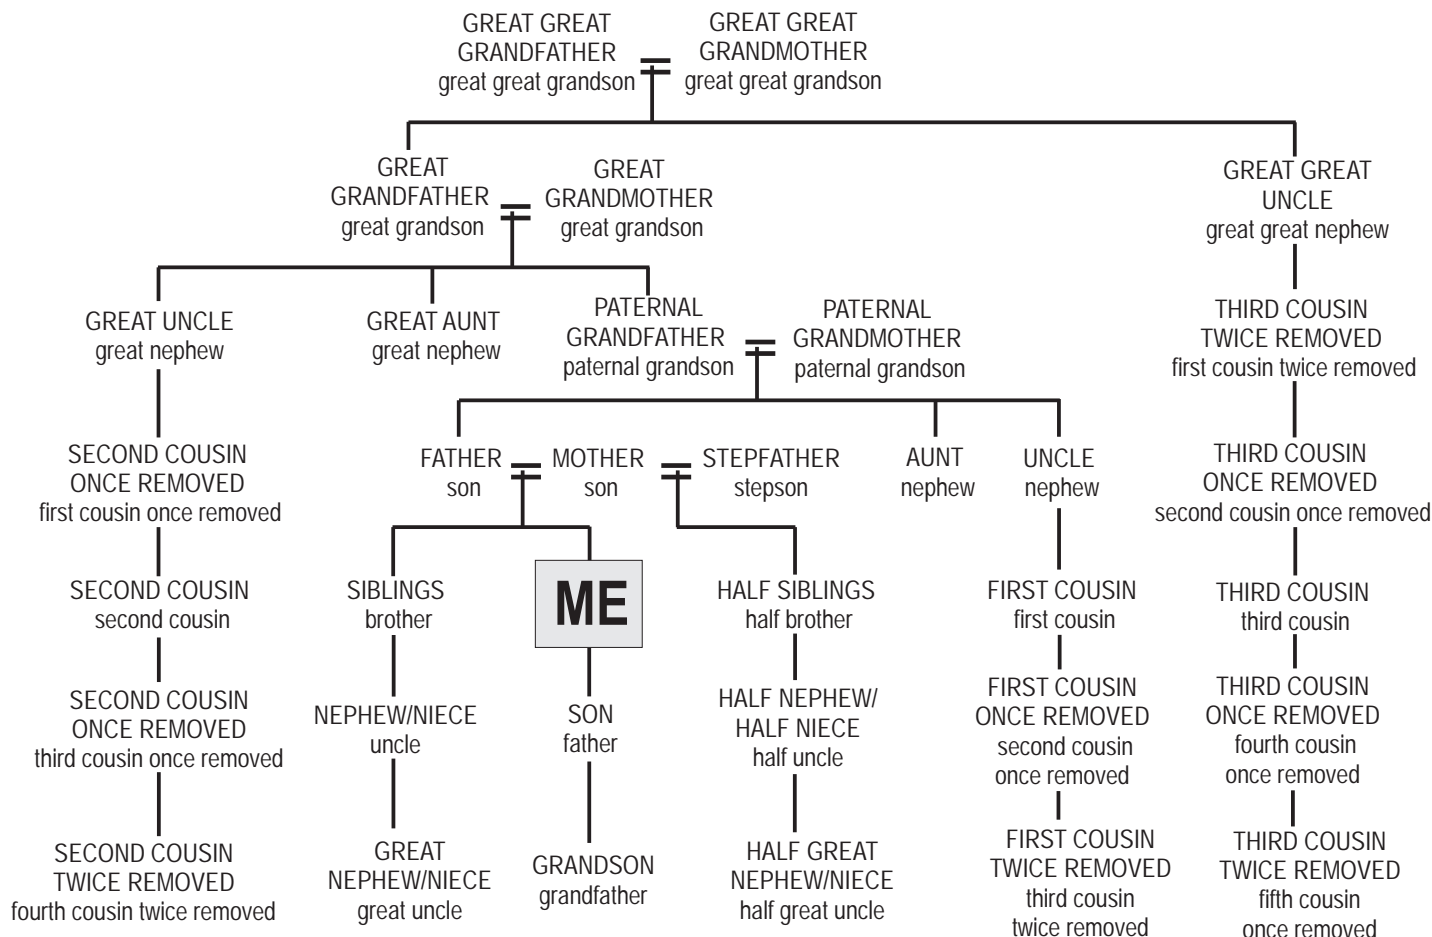 GREAT GREAT
GRANDFATHER
great great grandson
GREAT GREAT
GRANDMOTHER
great great grandson
GREAT
GRANDFATHER
great grandson
GREAT
GRANDMOTHER
great grandson
GREAT GREAT
UNCLE
great great nephew
GREAT UNCLE
great nephew
GREAT AUNT
great nephew
PATERNAL
GRANDFATHER
paternal grandson
PATERNAL
GRANDMOTHER
paternal grandson
THIRD COUSIN
TWICE REMOVED
first cousin twice removed
SECOND COUSIN
ONCE REMOVED
first cousin once removed
FATHER
son
MOTHER
son
STEPFATHER
stepson
AUNT
nephew
UNCLE
nephew
THIRD COUSIN
ONCE REMOVED
second cousin once removed
SECOND COUSIN
second cousin
SIBLINGS
brother
ME
HALF SIBLINGS
half brother
FIRST COUSIN
first cousin
THIRD COUSIN
third cousin
SECOND COUSIN
ONCE REMOVED
third cousin once removed
NEPHEW/NIECE
uncle
SON
father
HALF NEPHEW/
HALF NIECE
half uncle
FIRST COUSIN
ONCE REMOVED
second cousin
once removed
THIRD COUSIN
ONCE REMOVED
fourth cousin
once removed
SECOND COUSIN
TWICE REMOVED
fourth cousin twice removed
GREAT
NEPHEW/NIECE
great uncle
GRANDSON
grandfather
HALF GREAT
NEPHEW/NIECE
half great uncle
FIRST COUSIN
TWICE REMOVED
third cousin
twice removed
THIRD COUSIN
TWICE REMOVED
fifth cousin
once removed